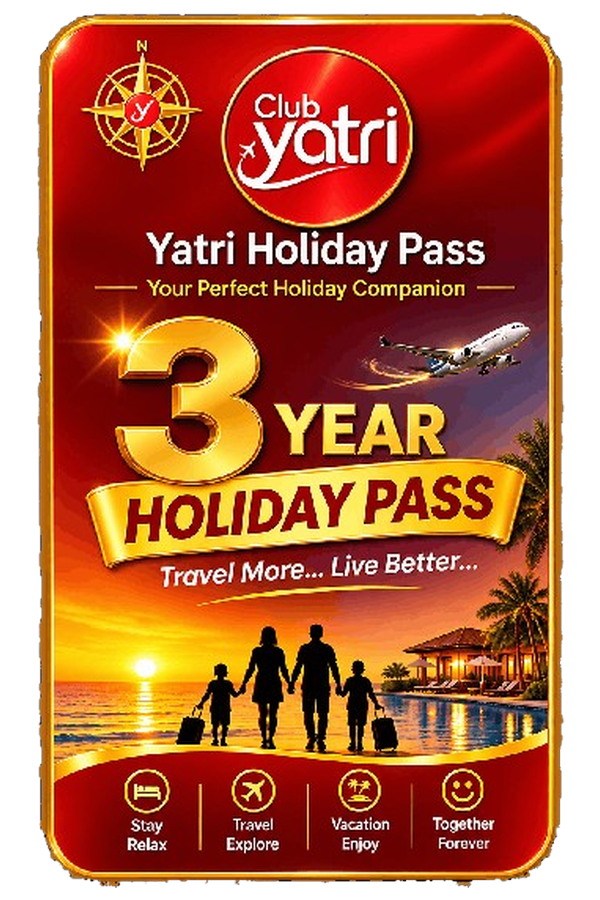 N
y
Club
yatri
Yatri Holiday Pass
Your Perfect Holiday Companion
3 YEAR
HOLIDAY PASS
Travel More... Live Better...
Stay
Relax
Travel
Explore
Vacation
Enjoy
Together
Forever